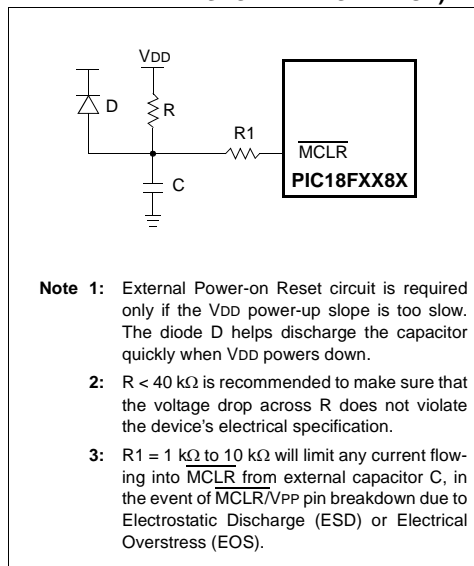 VDD
D
R
R1
MCLR
C
PIC18FXX8X
Note 1: External Power-on Reset circuit is required
only if the VDD power-up slope is too slow.
The diode D helps discharge the capacitor
quickly when VDD powers down.
2: R < 40 kΩ is recommended to make sure that
the voltage drop across R does not violate
the device's electrical specification.
3: R1 = 1 kΩ to 10 kΩ will limit any current flow-
ing into MCLR from external capacitor C, in
the event of MCLR/VPP pin breakdown due to
Electrostatic Discharge (ESD) or Electrical
Overstress (EOS).